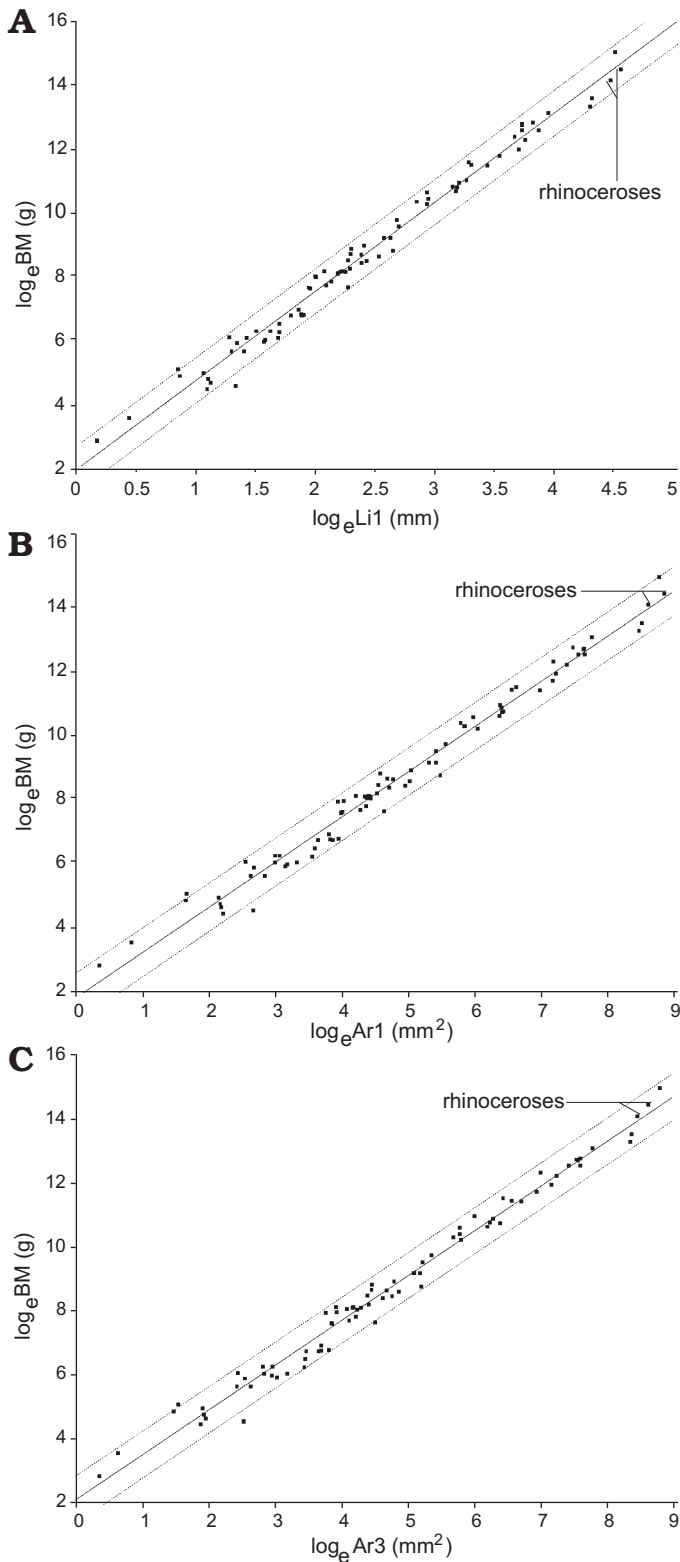 A
16
14
12
10
8
6
4
2
logeBM (g)
rhinoceroses
0 0.5 1 1.5 2 2.5 3 3.5 4 4.5 5
logeLi1 (mm)
B
16
14
12
10
8
6
4
2
logeBM (g)
rhinoceroses
0 1 2 3 4 5 6 7 8 9
logeAr1 (mm²)
C
16
14
12
10
8
6
4
2
logeBM (g)
rhinoceroses
0 1 2 3 4 5 6 7 8 9
logeAr3 (mm²)